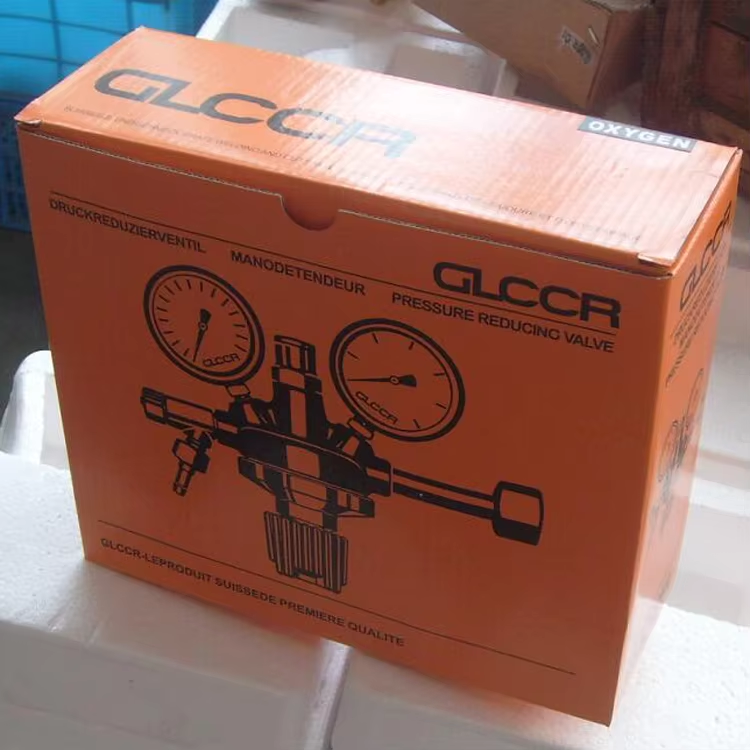 GLCCR
OXYGEN
DRUCKREDUZIERVENTIL MANODETENDEUR PRESSURE REDUCING VALVE
GLCCR
GLCCR
GLCCR
GLCCR-LEPRODUIT SUISSEDE PREMIERE QUALITE
GLCCR